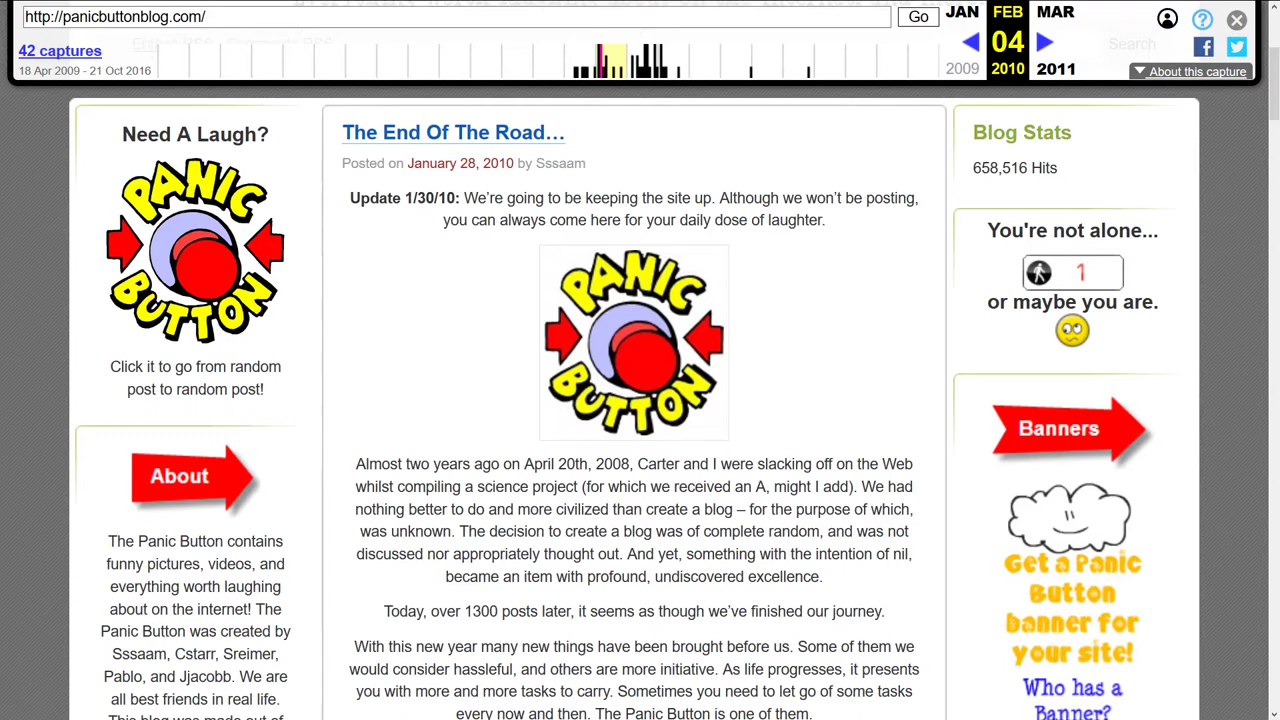 http://panicbuttonblog.com/
Go
JAN
FEB
MAR
42 captures
04
18 Apr 2009 - 21 Oct 2016
2009
2010
2011
About this capture
Search
Need A Laugh?
PANIC
BUTTON
Click it to go from random
post to random post!
About
The Panic Button contains
funny pictures, videos, and
everything worth laughing
about on the internet! The
Panic Button was created by
Sssaam, Cstarr, Sreimer,
Pablo, and Jjacobb. We are
all best friends in real life.
This blog was made out of
The End Of The Road…
Posted on January 28, 2010 by Sssaam
Update 1/30/10: We’re going to be keeping the site up. Although we won’t be posting,
you can always come here for your daily dose of laughter.
PANIC
BUTTON
Almost two years ago on April 20th, 2008, Carter and I were slacking off on the Web
whilst compiling a science project (for which we received an A, might I add). We had
nothing better to do and more civilized than create a blog – for the purpose of which,
was unknown. The decision to create a blog was of complete random, and was not
discussed nor appropriately thought out. And yet, something with the intention of nil,
became an item with profound, undiscovered excellence.
Today, over 1300 posts later, it seems as though we’ve finished our journey.
With this new year many new things have been brought before us. Some of them we
would consider hassleful, and others are more initiative. As life progresses, it presents
you with more and more tasks to carry. Sometimes you need to let go of some tasks
every now and then. The Panic Button is one of them.
Blog Stats
658,516 Hits
You're not alone...
1
or maybe you are.
Banners
Get a Panic
Button
banner for
your site!
Who has a
Banner?